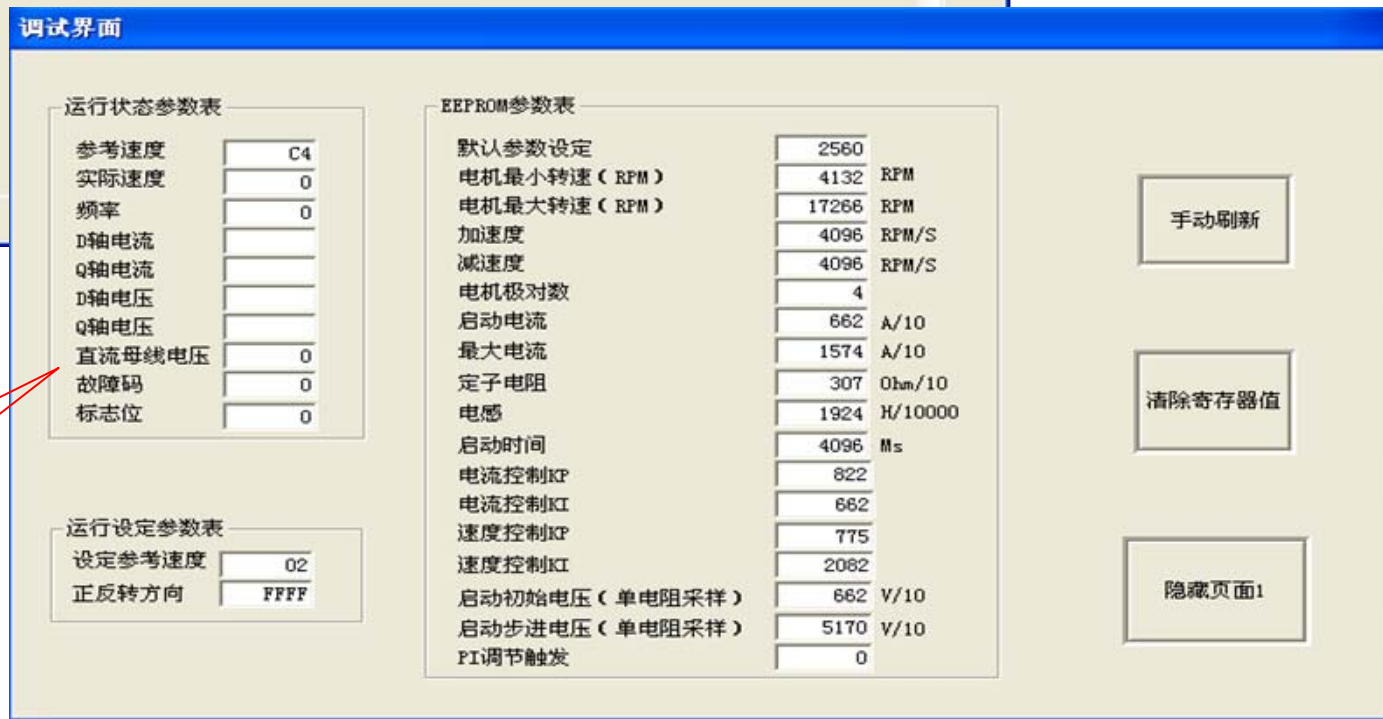 调试界面
运行状态参数表
参考速度 C4
实际速度 0
频率 0
D轴电流
Q轴电流
D轴电压
Q轴电压
直流母线电压 0
故障码 0
标志位 0
运行设定参数表
设定参考速度 02
正反转方向 FFFF
EEPROM参数表
默认参数设定 2560
电机最小转速(RPM) 4132 RPM
电机最大转速(RPM) 17266 RPM
加速度 4096 RPM/S
减速度 4096 RPM/S
电机极对数 4
启动电流 662 A/10
最大电流 1574 A/10
定子电阻 307 Ohm/10
电感 1924 H/10000
启动时间 4096 Ms
电流控制KP 822
电流控制KI 662
速度控制KP 775
速度控制KI 2082
启动初始电压(单电阻采样) 662 V/10
启动步进电压(单电阻采样) 5170 V/10
PI调节触发 0
手动刷新
清除寄存器值
隐藏页面1